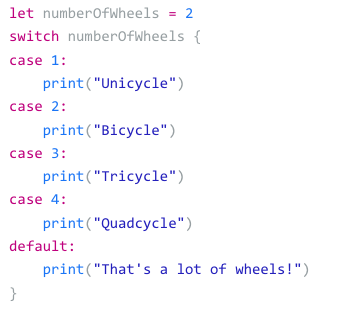 let numberOfWheels = 2
switch numberOfWheels {
case 1:
    print("Unicycle")
case 2:
    print("Bicycle")
case 3:
    print("Tricycle")
case 4:
    print("Quadcycle")
default:
    print("That's a lot of wheels!")
}